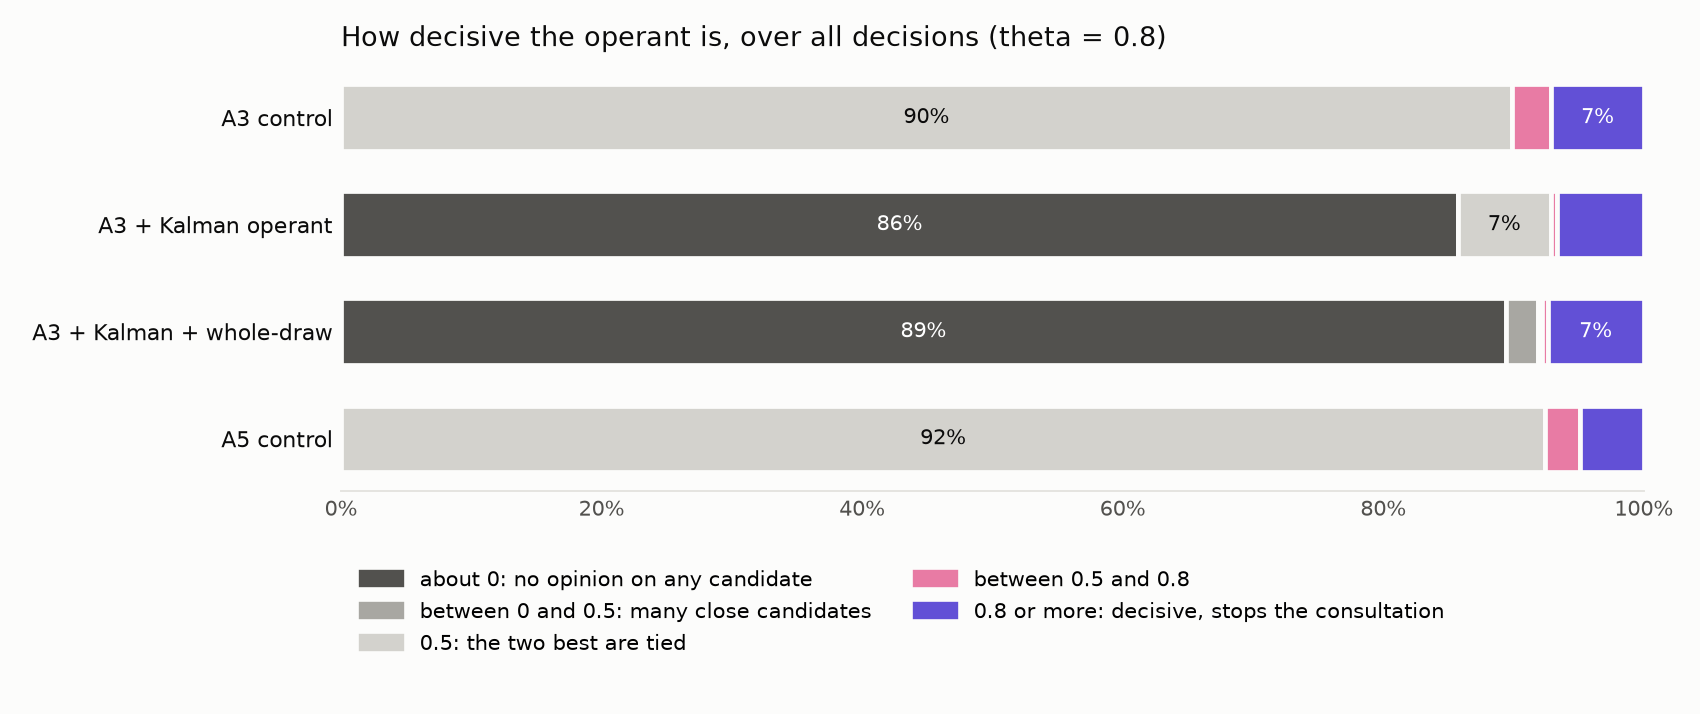 How decisive the operant is, over all decisions (theta = 0.8)
A3 control
90%
7%
A3 + Kalman operant
86%
7%
A3 + Kalman + whole-draw
89%
7%
A5 control
92%
0%
20%
40%
60%
80%
100%
about 0: no opinion on any candidate
between 0 and 0.5: many close candidates
0.5: the two best are tied
between 0.5 and 0.8
0.8 or more: decisive, stops the consultation